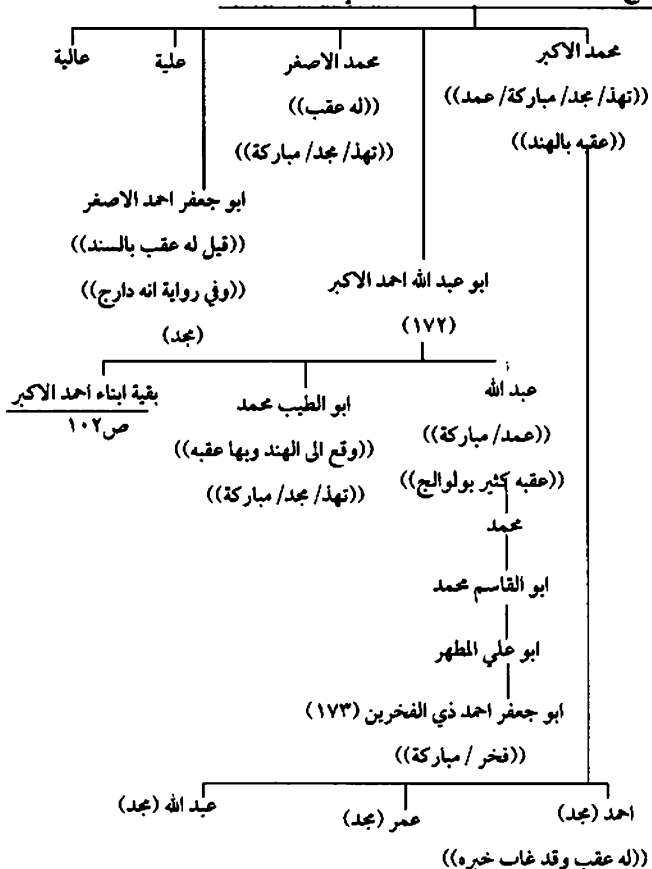 محمد الاكبر
((تهذ/ مجد/ مباركة/ عمد))
((عقبه بالهند))
محمد الاصغر
((له عقب))
((تهذ/ مجد/ مباركة))
علية
عالية
ابو جعفر احمد الاصغر
((قيل له عقب بالسند))
((وفي رواية انه دارج))
(مجد)
ابو عبد الله احمد الاكبر
(١٧٢)
عبد الله
((عمد/ مباركة))
((عقبه كثير بولوالج))
ابو الطيب محمد
((وقع الى الهند وبها عقبه))
((تهذ/ مجد/ مباركة))
بقية ابناء احمد الاكبر
ص١٠٢
محمد
ابو القاسم محمد
ابو علي المطهر
ابو جعفر احمد ذي الفخرين (١٧٣)
((فخر / مباركة))
احمد (مجد)
((له عقب وقد غاب خبره))
عمر (مجد)
عبد الله (مجد)